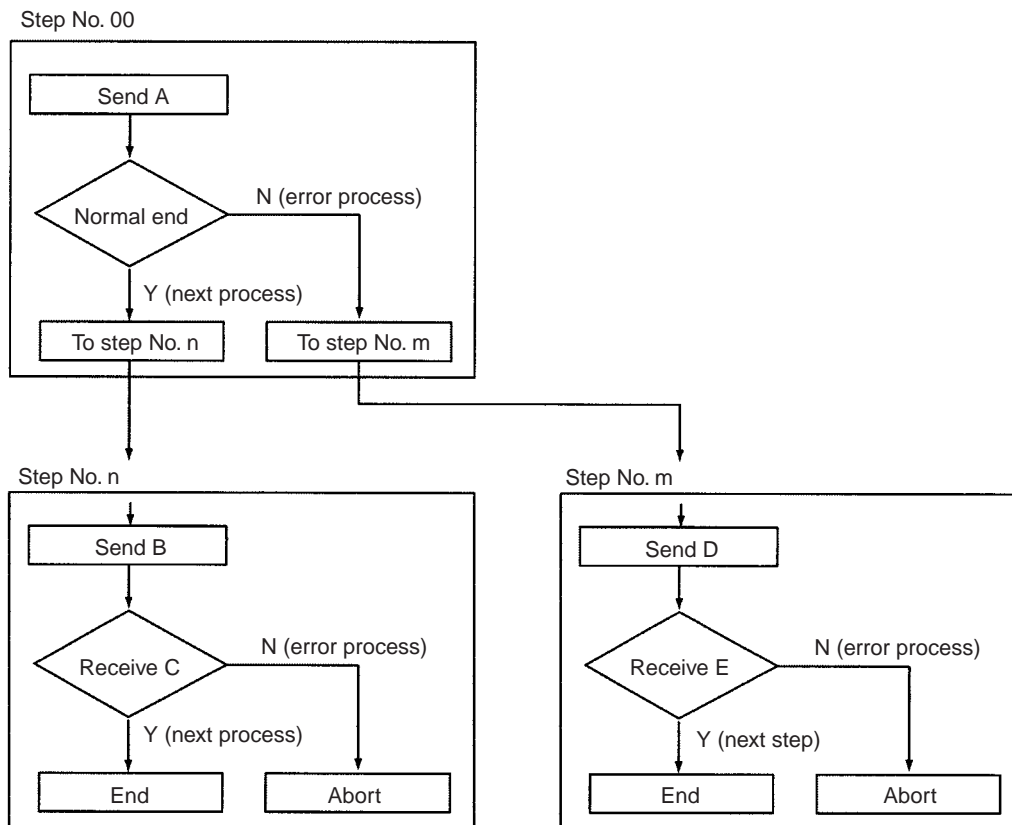 Step No. 00
Send A
Normal end
N (error process)
Y (next process)
To step No. n
To step No. m
Step No. n
Send B
Receive C
N (error process)
Y (next process)
End
Abort
Step No. m
Send D
Receive E
N (error process)
Y (next step)
End
Abort